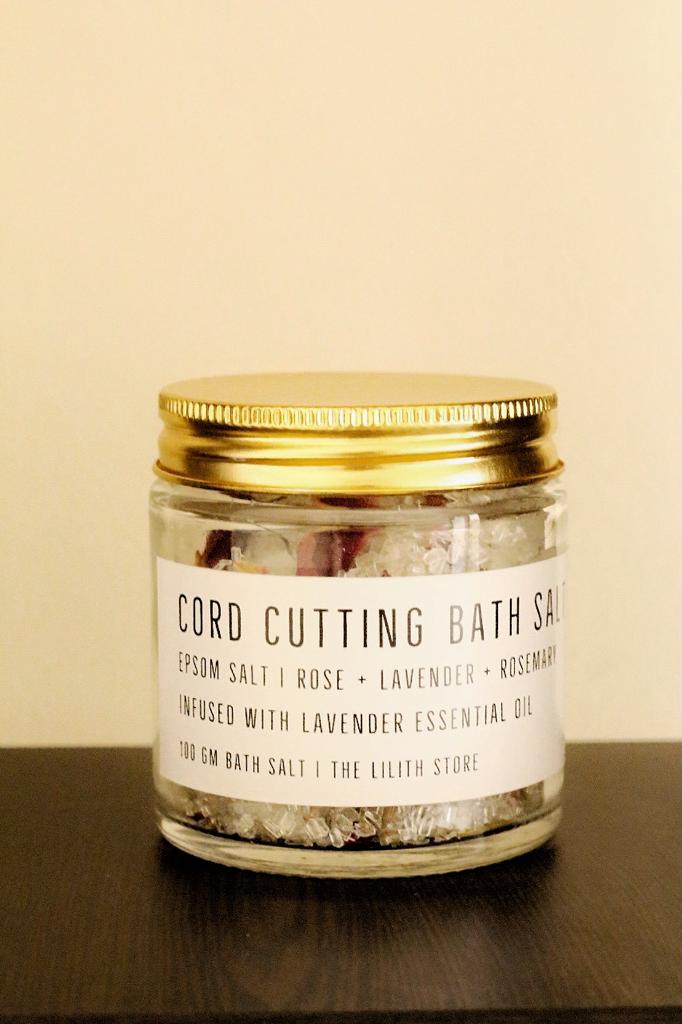 CORD CUTTING BATH SALT
EPSOM SALT | ROSE + LAVENDER + ROSEMARY
INFUSED WITH LAVENDER ESSENTIAL OIL
100 GM BATH SALT | THE LILITH STORE